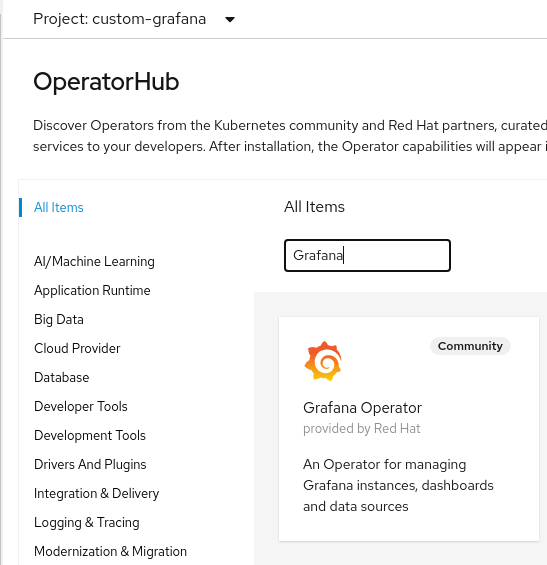 Project: custom-grafana
OperatorHub
Discover Operators from the Kubernetes community and Red Hat partners, curated
services to your developers. After installation, the Operator capabilities will appear
All Items
AI/Machine Learning
Application Runtime
Big Data
Cloud Provider
Database
Developer Tools
Development Tools
Drivers And Plugins
Integration & Delivery
Logging & Tracing
Modernization & Migration
All Items
Grafana
Community
Grafana Operator
provided by Red Hat
An Operator for managing
Grafana instances, dashboards
and data sources